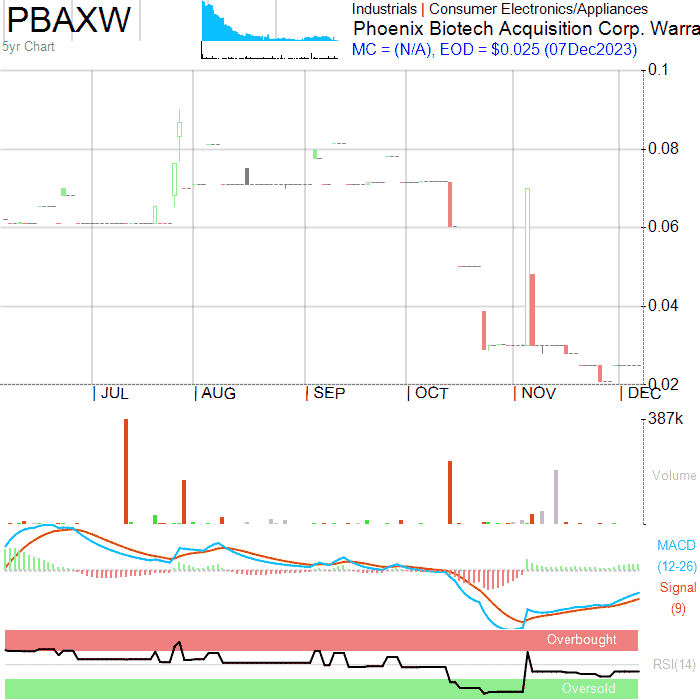 PBAXW
5yr Chart
Industrials | Consumer Electronics/Appliances
Phoenix Biotech Acquisition Corp. Warra
MC = (N/A), EOD = $0.025 (07Dec2023)
0.1
0.08
0.06
0.04
0.02
JUL AUG SEP OCT NOV DEC
387k
Volume
MACD
(12-26)
Signal
(9)
Overbought
RSI(14)
Oversold